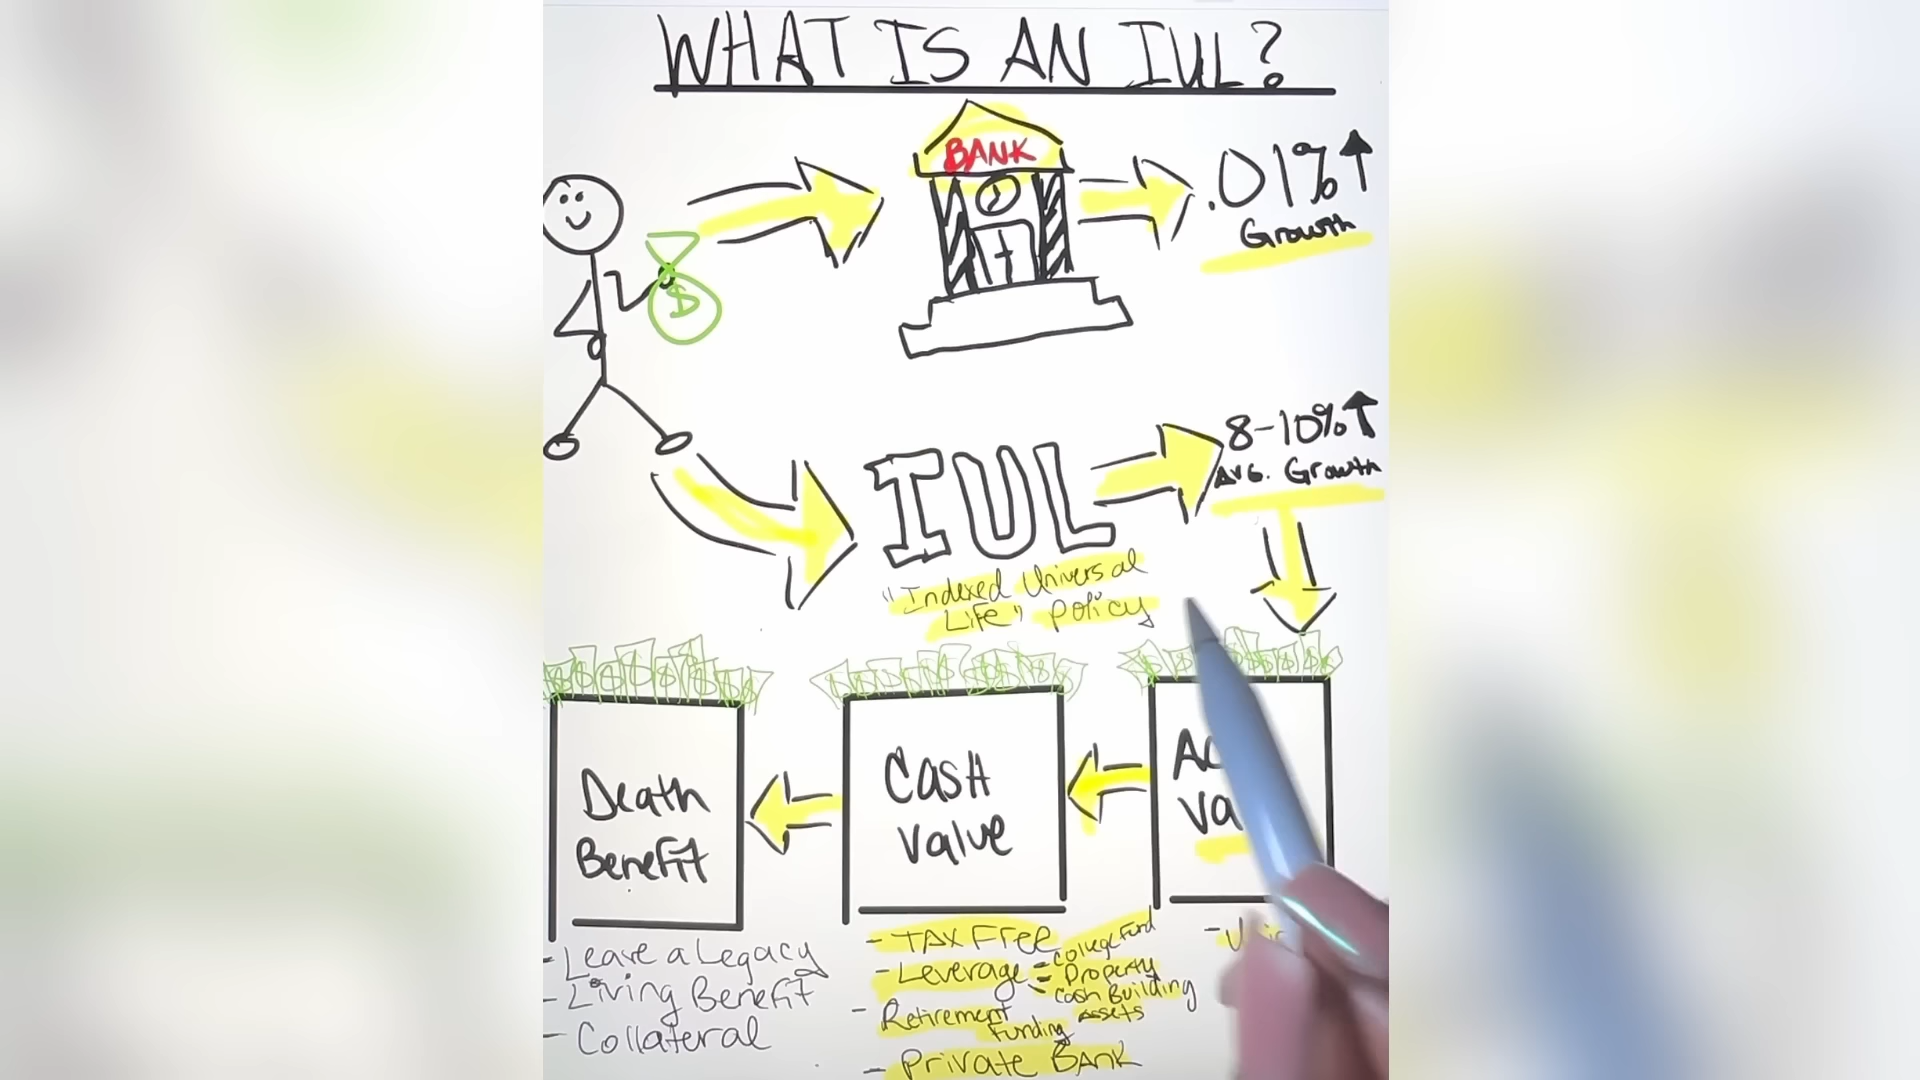 WHAT IS AN IUL?
BANK
.01%
Growth
$
8-10%
Avg. Growth
IUL
"Indexed Universal
Life" policy
Death
Benefit
Cash
Value
- Leave a Legacy
- Living Benefit
- Collateral
- TAX Free
- Leverage
- College Fund
- Property
- Cash Building
Assets
- Retirement
Funding
- Private Bank